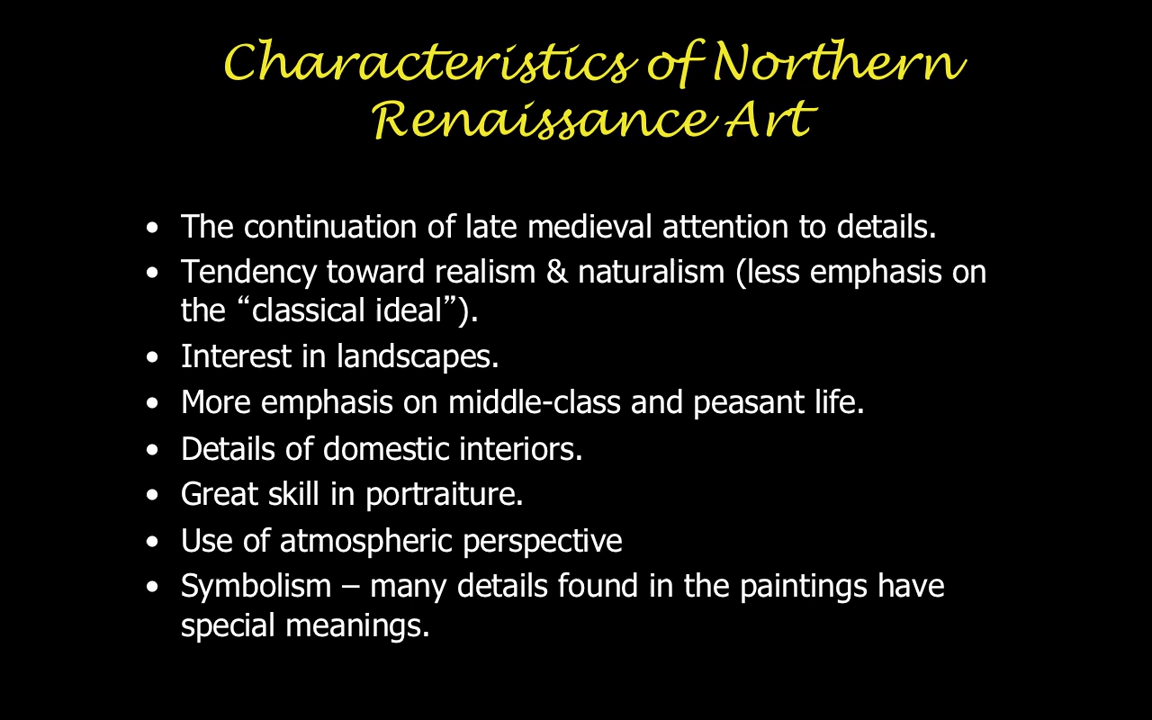 Characteristics of Northern
Renaissance Art
• The continuation of late medieval attention to details.
• Tendency toward realism & naturalism (less emphasis on
the “classical ideal”).
• Interest in landscapes.
• More emphasis on middle-class and peasant life.
• Details of domestic interiors.
• Great skill in portraiture.
• Use of atmospheric perspective
• Symbolism – many details found in the paintings have
special meanings.